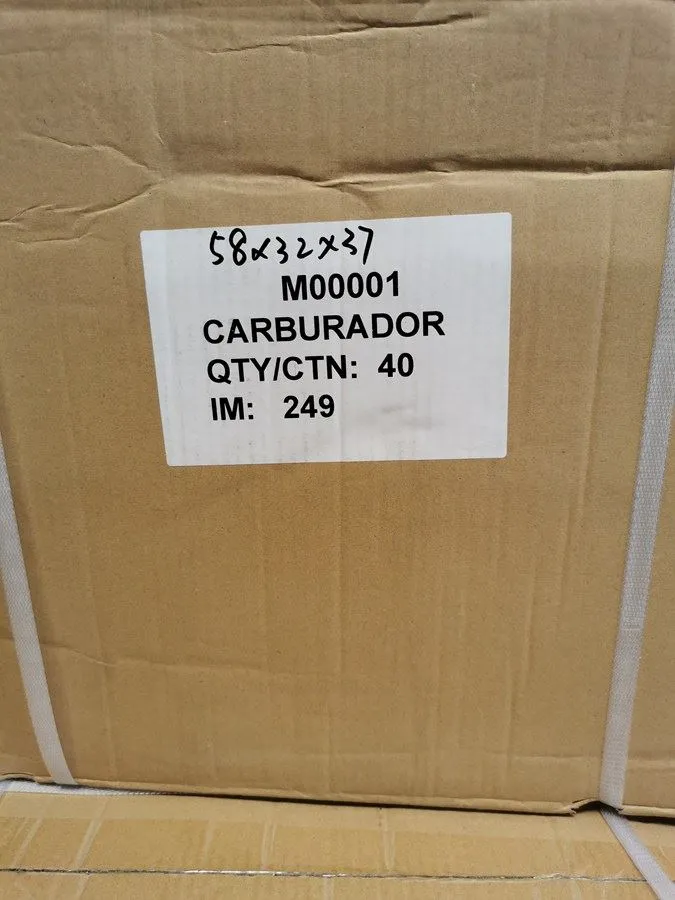 58x32x37
M00001
CARBURADOR
QTY/CTN: 40
IM: 249